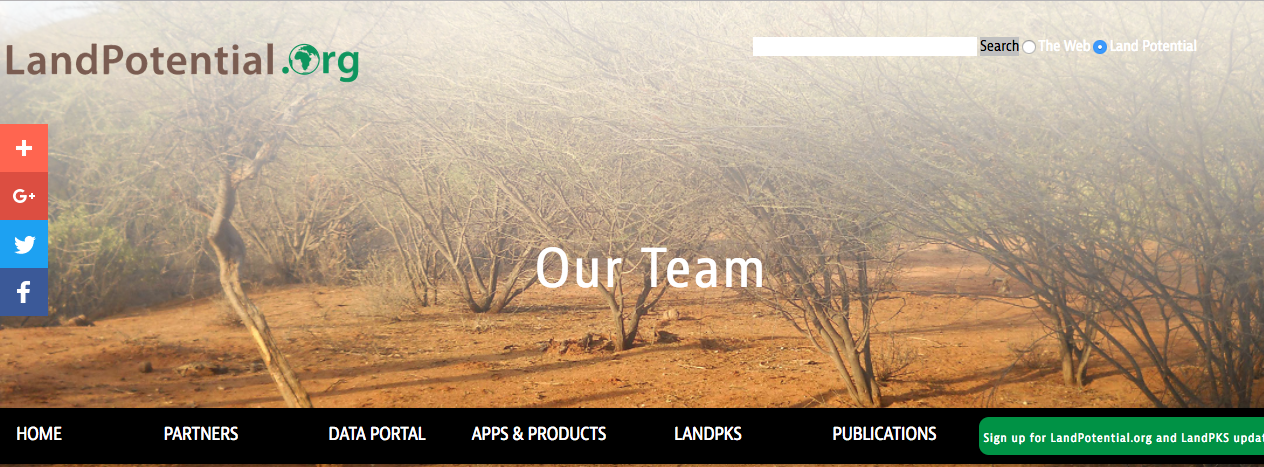 LandPotential.org
Search The Web Land Potential
G+
Our Team
HOME PARTNERS DATA PORTAL APPS & PRODUCTS LANDPKS PUBLICATIONS
Sign up for LandPotential.org and LandPKS updat